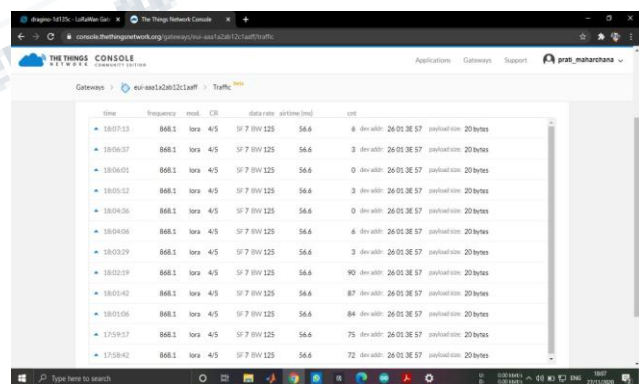 dragino-1d135c - LoRaWan Gat
The Things Network Console
console.thethingsnetwork.org/gateways/eui-aaa1a2ab12c1aaff/traffic
THE THINGS NETWORK
CONSOLE
COMMUNITY EDITION
Applications Gateways Support prati_maharchana
Gateways > eui-aaa1a2ab12c1aaff > Traffic beta
time frequency mod. CR data rate airtime (ms) cnt
18:07:13 868.1 lora 4/5 SF 7 BW 125 56.6 6 dev addr: 26 01 3E 57 payload size: 20 bytes
18:06:37 868.1 lora 4/5 SF 7 BW 125 56.6 3 dev addr: 26 01 3E 57 payload size: 20 bytes
18:06:01 868.1 lora 4/5 SF 7 BW 125 56.6 0 dev addr: 26 01 3E 57 payload size: 20 bytes
18:05:12 868.1 lora 4/5 SF 7 BW 125 56.6 3 dev addr: 26 01 3E 57 payload size: 20 bytes
18:04:36 868.1 lora 4/5 SF 7 BW 125 56.6 0 dev addr: 26 01 3E 57 payload size: 20 bytes
18:04:06 868.1 lora 4/5 SF 7 BW 125 56.6 6 dev addr: 26 01 3E 57 payload size: 20 bytes
18:03:29 868.1 lora 4/5 SF 7 BW 125 56.6 3 dev addr: 26 01 3E 57 payload size: 20 bytes
18:02:19 868.1 lora 4/5 SF 7 BW 125 56.6 90 dev addr: 26 01 3E 57 payload size: 20 bytes
18:01:42 868.1 lora 4/5 SF 7 BW 125 56.6 87 dev addr: 26 01 3E 57 payload size: 20 bytes
18:01:06 868.1 lora 4/5 SF 7 BW 125 56.6 84 dev addr: 26 01 3E 57 payload size: 20 bytes
17:59:17 868.1 lora 4/5 SF 7 BW 125 56.6 75 dev addr: 26 01 3E 57 payload size: 20 bytes
17:58:42 868.1 lora 4/5 SF 7 BW 125 56.6 72 dev addr: 26 01 3E 57 payload size: 20 bytes
Type here to search
U: 0.00 kbit/s
D: 0.00 kbit/s
ENG
18:07
27/11/2020